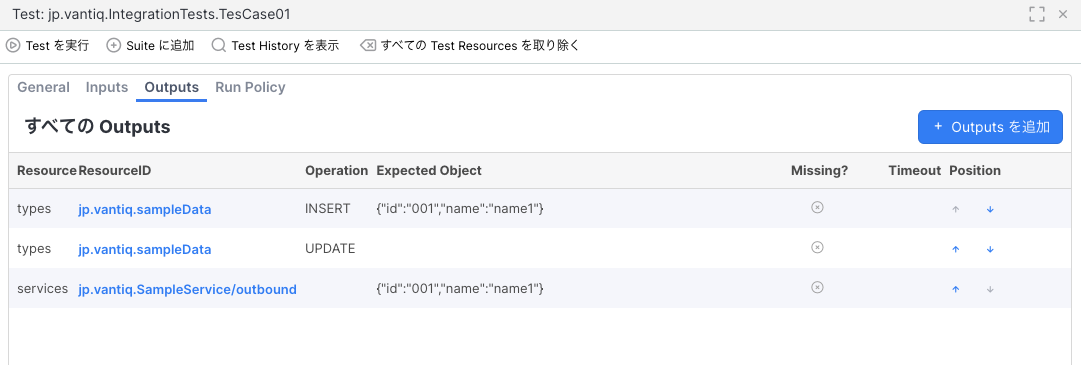 Test: jp.vantiq.IntegrationTests.TesCase01
Test を実行 Suite に追加 Test History を表示 すべての Test Resources を取り除く
General Inputs Outputs Run Policy
すべての Outputs
+ Outputs を追加
Resource ResourceID Operation Expected Object Missing? Timeout Position
types jp.vantiq.sampleData INSERT {"id":"001","name":"name1"}
types jp.vantiq.sampleData UPDATE
services jp.vantiq.SampleService/outbound {"id":"001","name":"name1"}